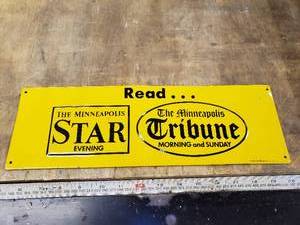 Read...
The Minneapolis
STAR
EVENING
The Minneapolis
Tribune
MORNING and SUNDAY